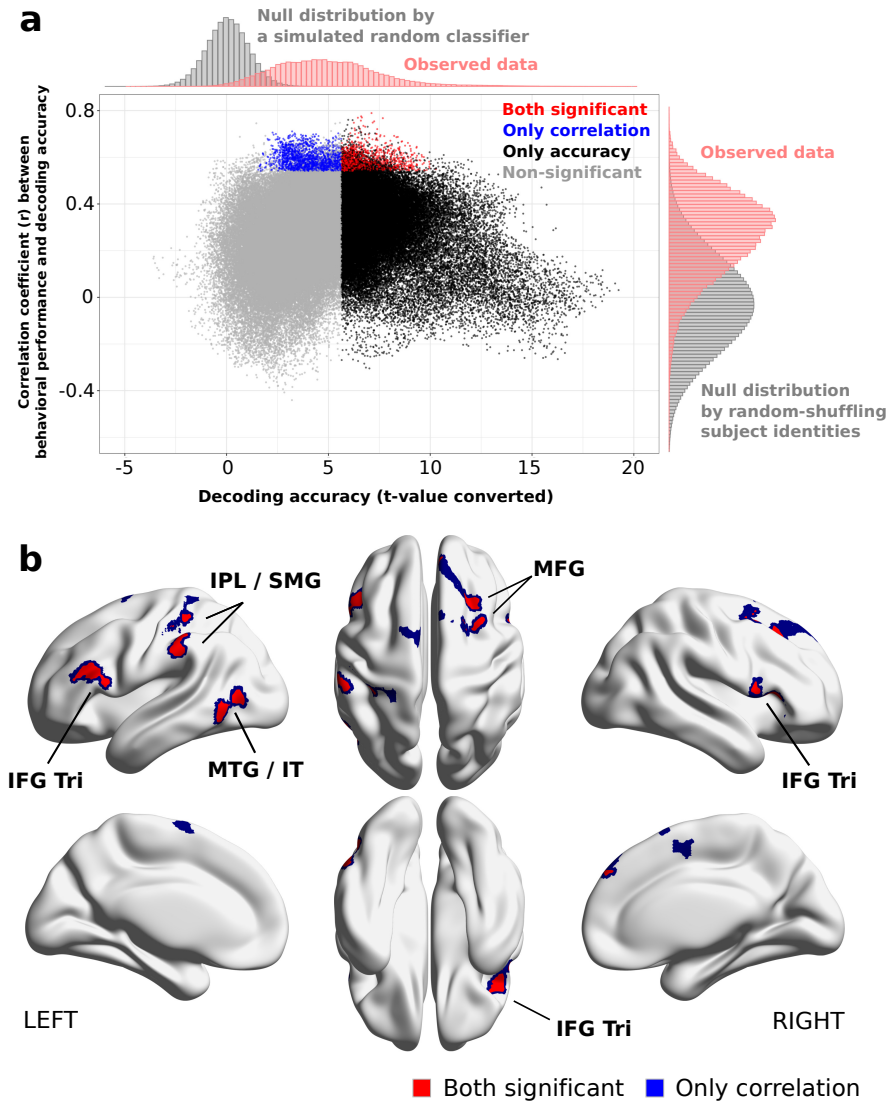 a
Null distribution by
a simulated random classifier
Observed data
Correlation coefficient (r) between
behavioral performance and decoding accuracy
0.8
0.4
0
-0.4
Both significant
Only correlation
Only accuracy
Non-significant
Observed data
Null distribution
by random-shuffling
subject identities
-5
0
5
10
15
20
Decoding accuracy (t-value converted)
b
IPL / SMG
MFG
IFG Tri
MTG / IT
IFG Tri
LEFT
IFG Tri
RIGHT
Both significant
Only correlation